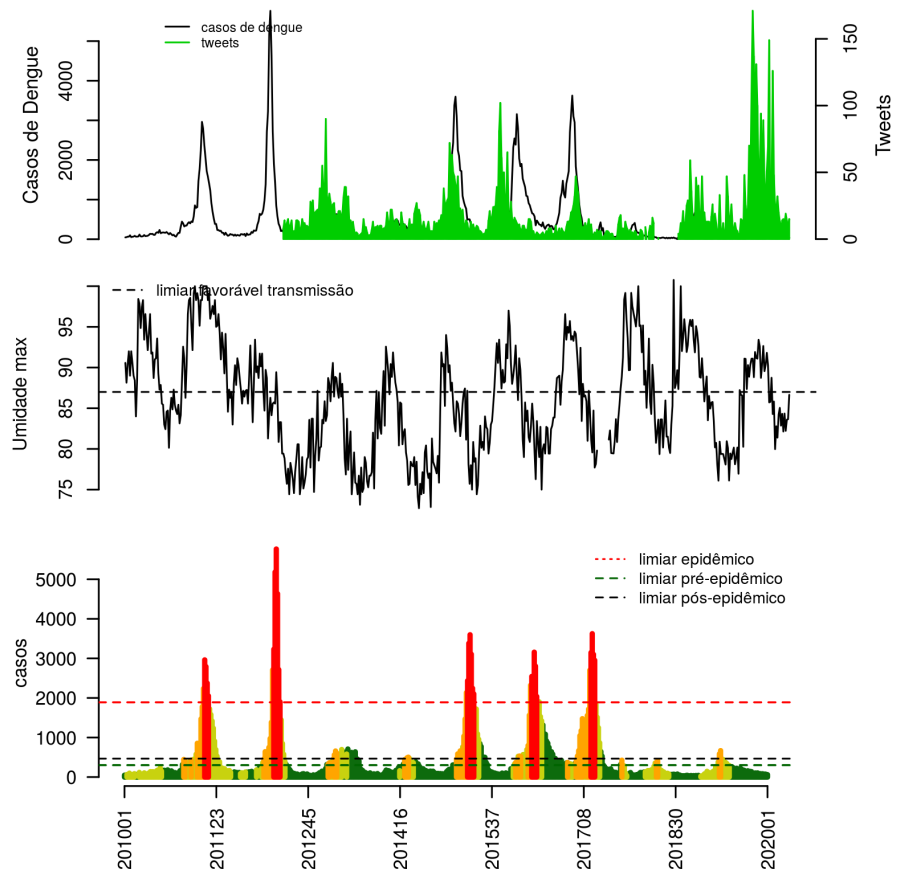 casos de dengue
tweets
Casos de Dengue
0
2000
4000
0
50
100
150
Tweets
limiar favorável transmissão
Umidade max
75
80
85
90
95
limiar epidêmico
limiar pré-epidêmico
limiar pós-epidêmico
casos
5000
4000
3000
2000
1000
0
201001
201123
201245
201416
201537
201708
201830
202001